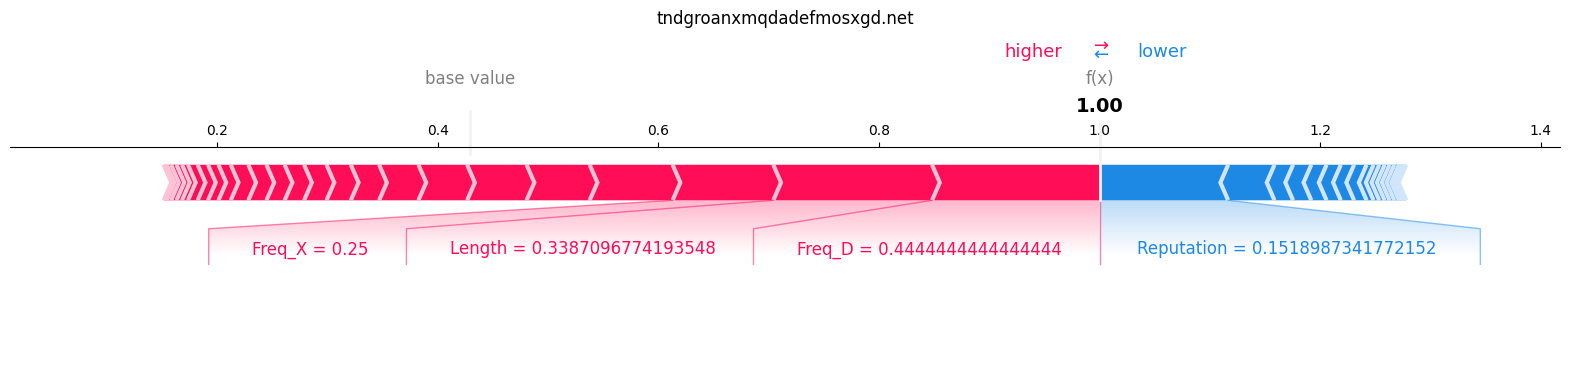 tndgroanxmqdadefmosxgd.net
higher ⇄ lower
base value f(x)
1.00
0.2 0.4 0.6 0.8 1.0 1.2 1.4
Freq_X = 0.25 Length = 0.3387096774193548 Freq_D = 0.4444444444444444 Reputation = 0.1518987341772152